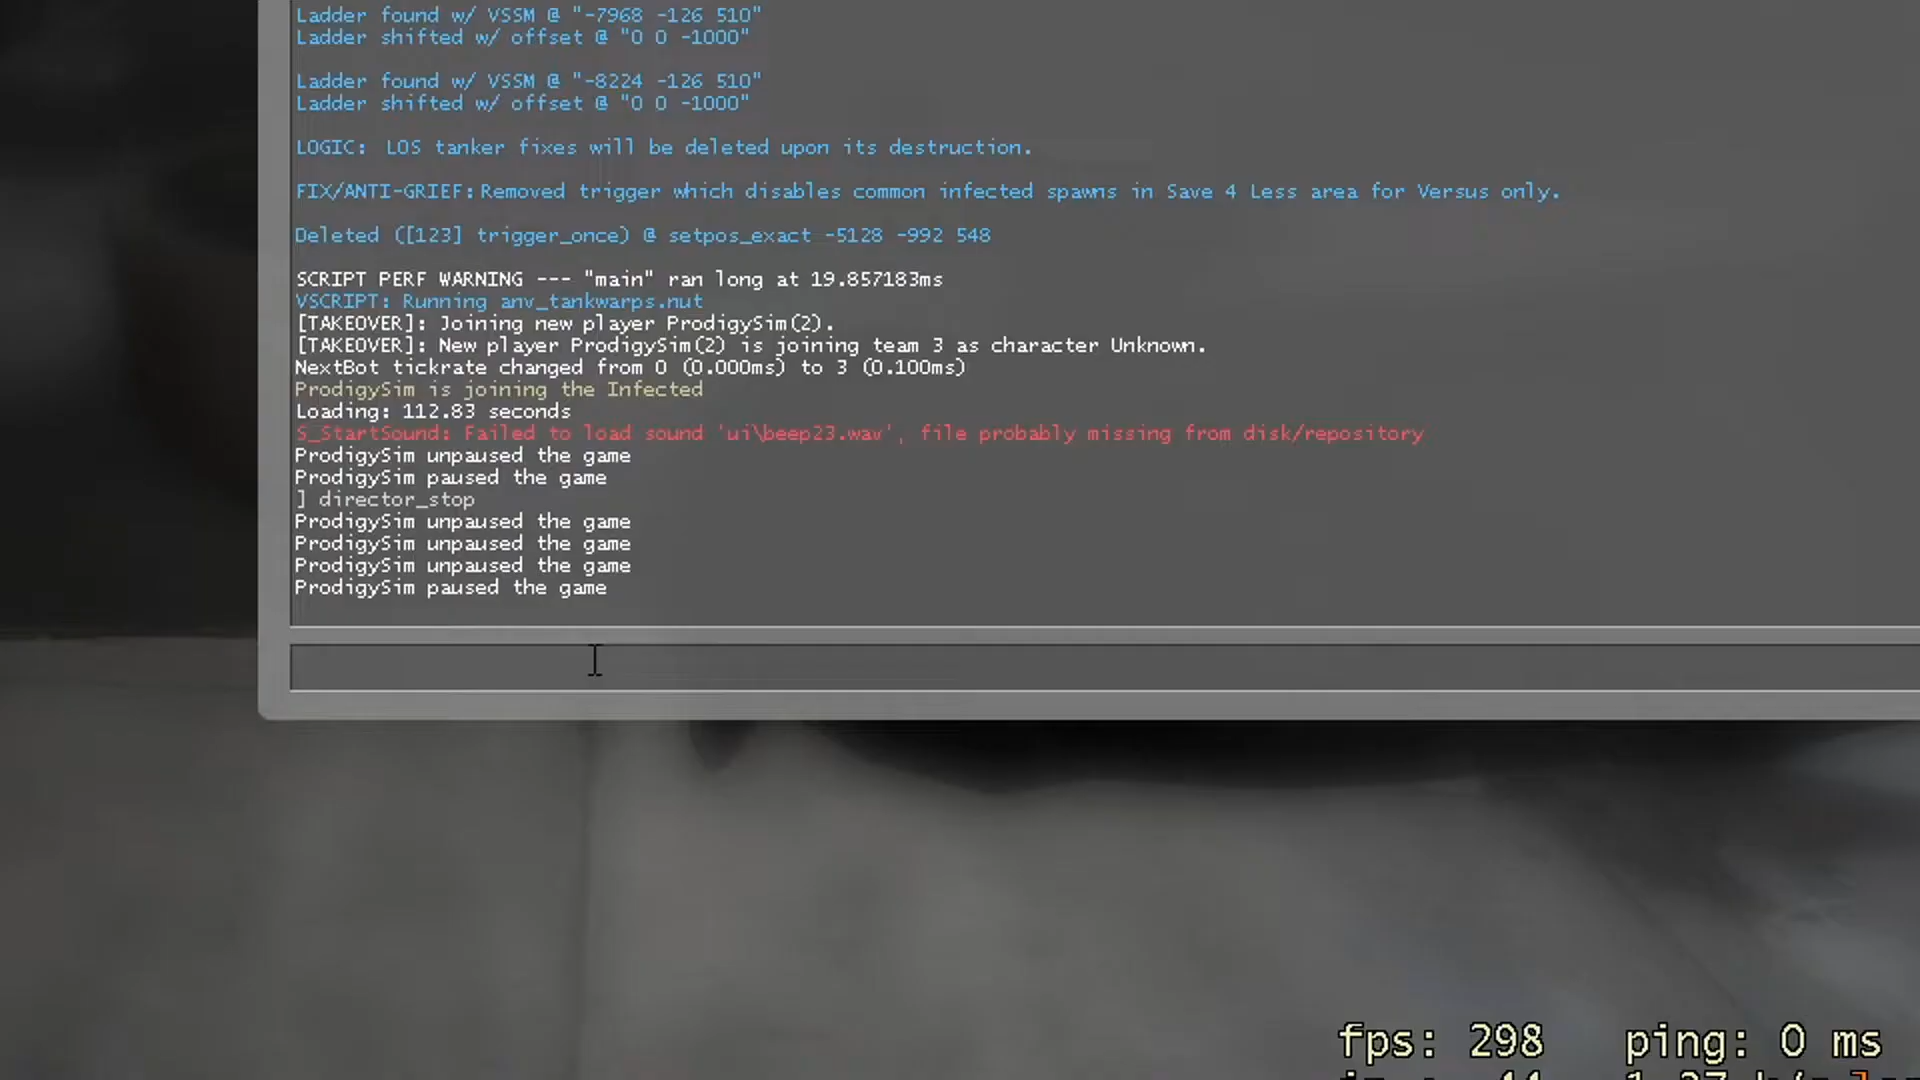 Ladder found w/ VSSM @ "-7968 -126 510"
Ladder shifted w/ offset @ "0 0 -1000"
Ladder found w/ VSSM @ "-8224 -126 510"
Ladder shifted w/ offset @ "0 0 -1000"
LOGIC: LOS tanker fixes will be deleted upon its destruction.
FIX/ANTI-GRIEF:Removed trigger which disables common infected spawns in Save 4 Less area for Versus only.
Deleted ([123] trigger_once) @ setpos_exact -5128 -992 548
SCRIPT PERF WARNING --- "main" ran long at 19.857183ms
VSCRIPT: Running anv_tankwarps.nut
[TAKEOVER]: Joining new player ProdigySim(2).
[TAKEOVER]: New player ProdigySim(2) is joining team 3 as character Unknown.
NextBot tickrate changed from 0 (0.000ms) to 3 (0.100ms)
ProdigySim is joining the Infected
Loading: 112.83 seconds
S_StartSound: Failed to load sound 'ui\beep23.wav', file probably missing from disk/repository
ProdigySim unpaused the game
ProdigySim paused the game
] director_stop
ProdigySim unpaused the game
ProdigySim unpaused the game
ProdigySim unpaused the game
ProdigySim paused the game
fps: 298 ping: 0 ms